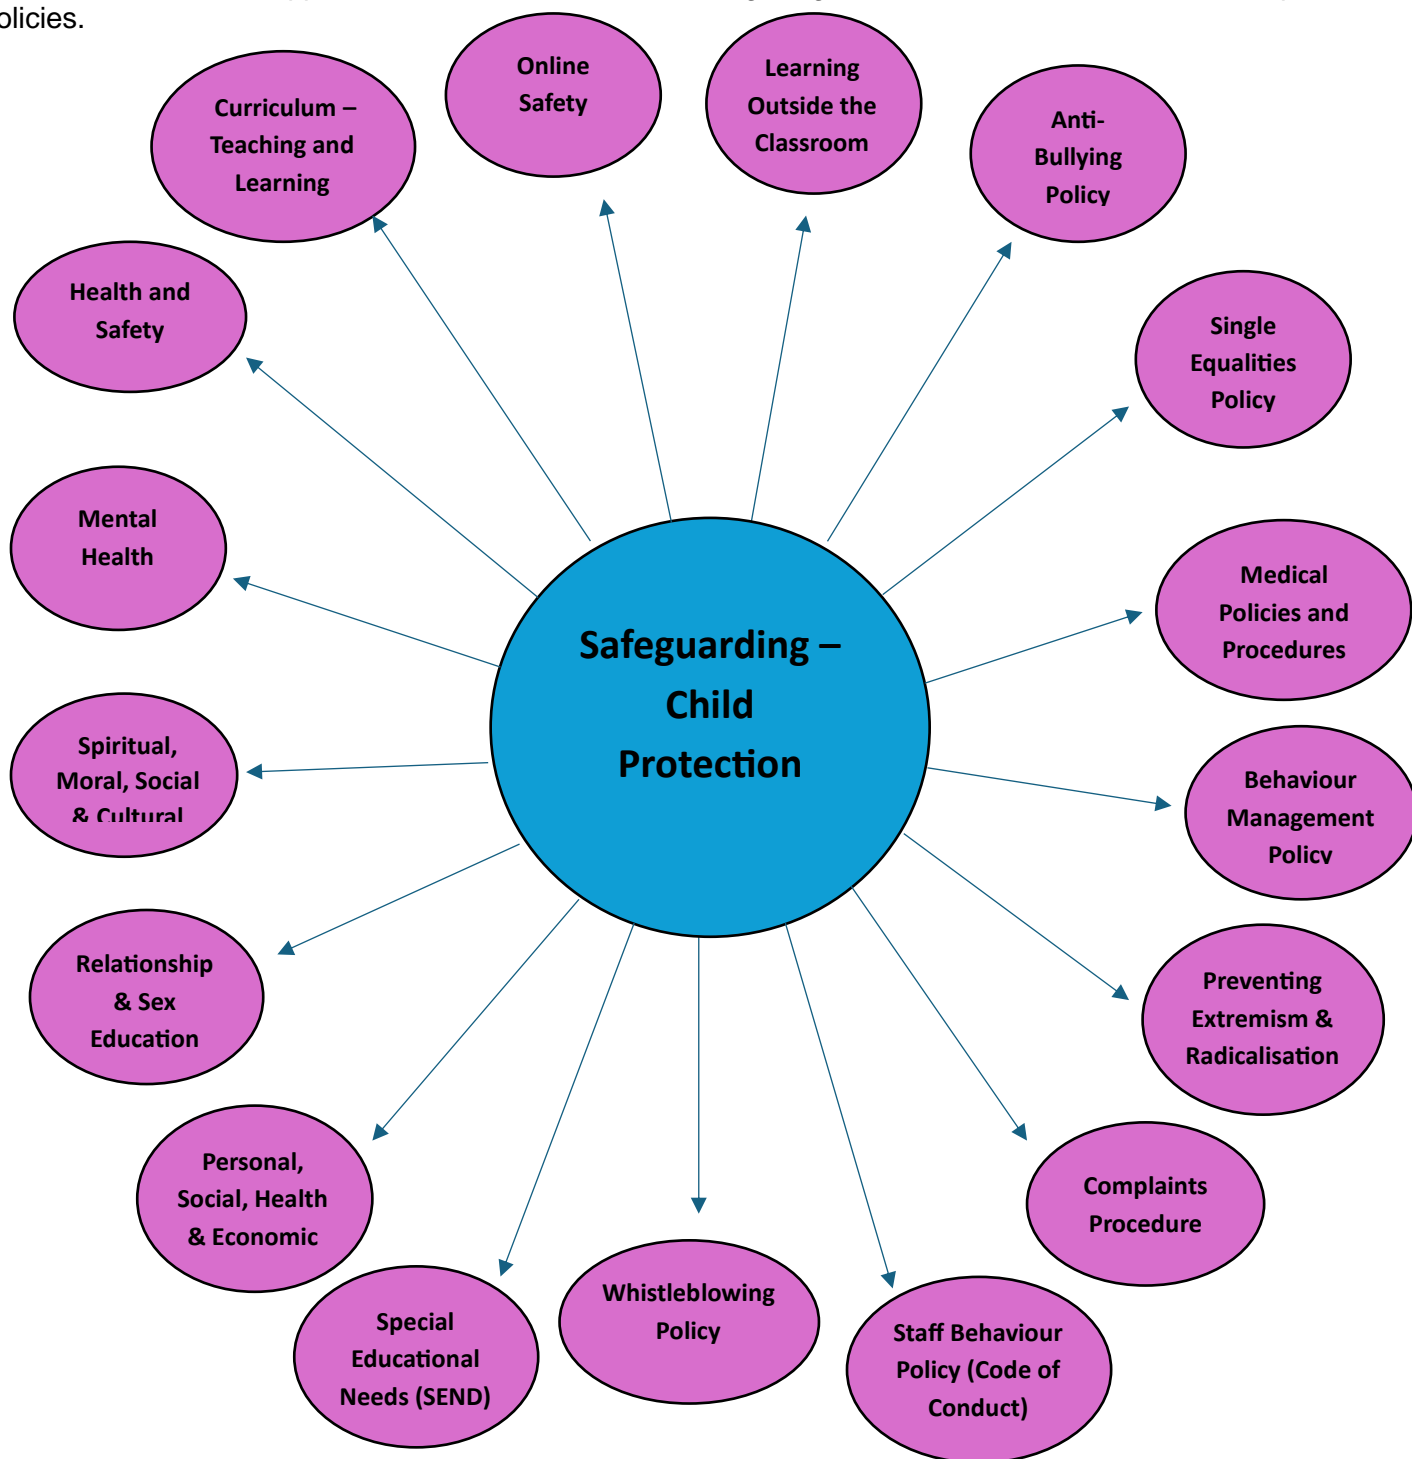 olicies.
Online
Safety
Learning
Outside the
Classroom
Curriculum –
Teaching and
Learning
Anti-
Bullying
Policy
Health and
Safety
Single
Equalities
Policy
Mental
Health
Medical
Policies and
Procedures
Safeguarding –
Child
Protection
Spiritual,
Moral, Social
& Cultural
Behaviour
Management
Policy
Relationship
& Sex
Education
Preventing
Extremism &
Radicalisation
Personal,
Social, Health
& Economic
Complaints
Procedure
Special
Educational
Needs (SEND)
Whistleblowing
Policy
Staff Behaviour
Policy (Code of
Conduct)